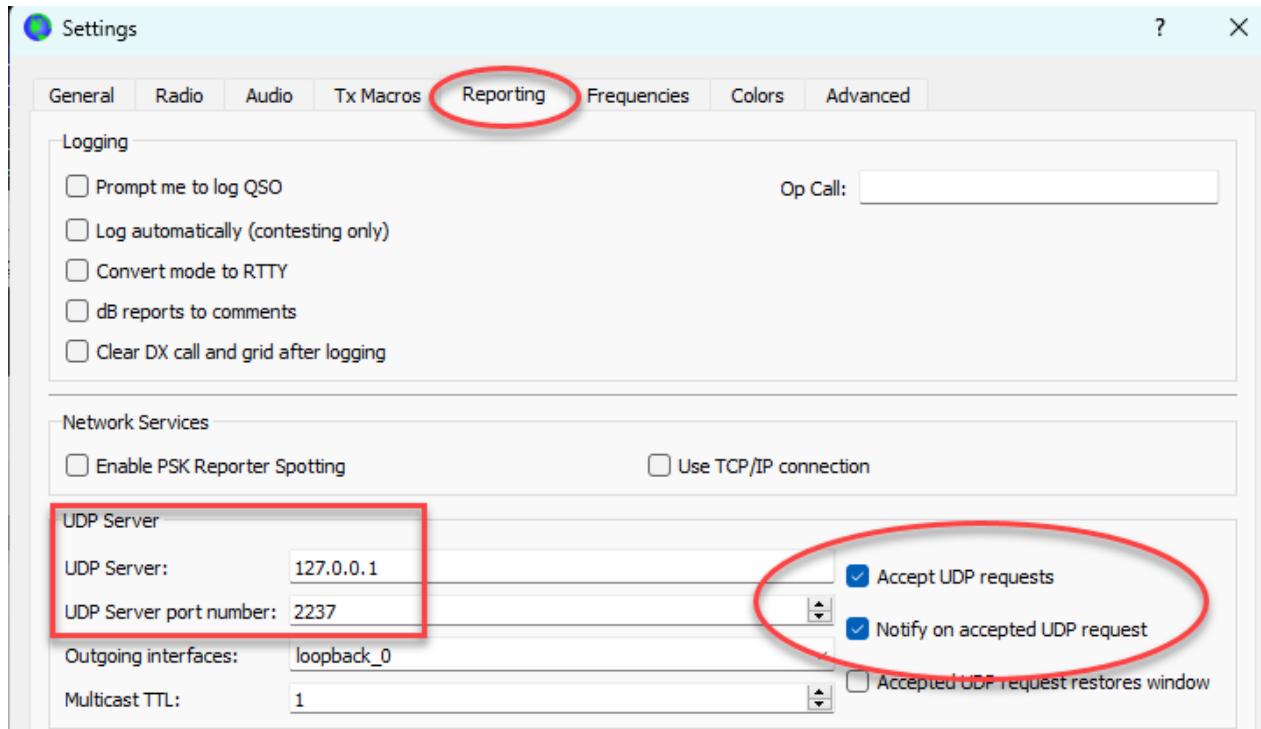 Settings
General Radio Audio Tx Macros Reporting Frequencies Colors Advanced
Logging
Prompt me to log QSO Op Call:
Log automatically (contesting only)
Convert mode to RTTY
dB reports to comments
Clear DX call and grid after logging
Network Services
Enable PSK Reporter Spotting Use TCP/IP connection
UDP Server
UDP Server: 127.0.0.1 Accept UDP requests
UDP Server port number: 2237 Notify on accepted UDP request
Outgoing interfaces: loopback_0 Accepted UDP request restores window
Multicast TTL: 1